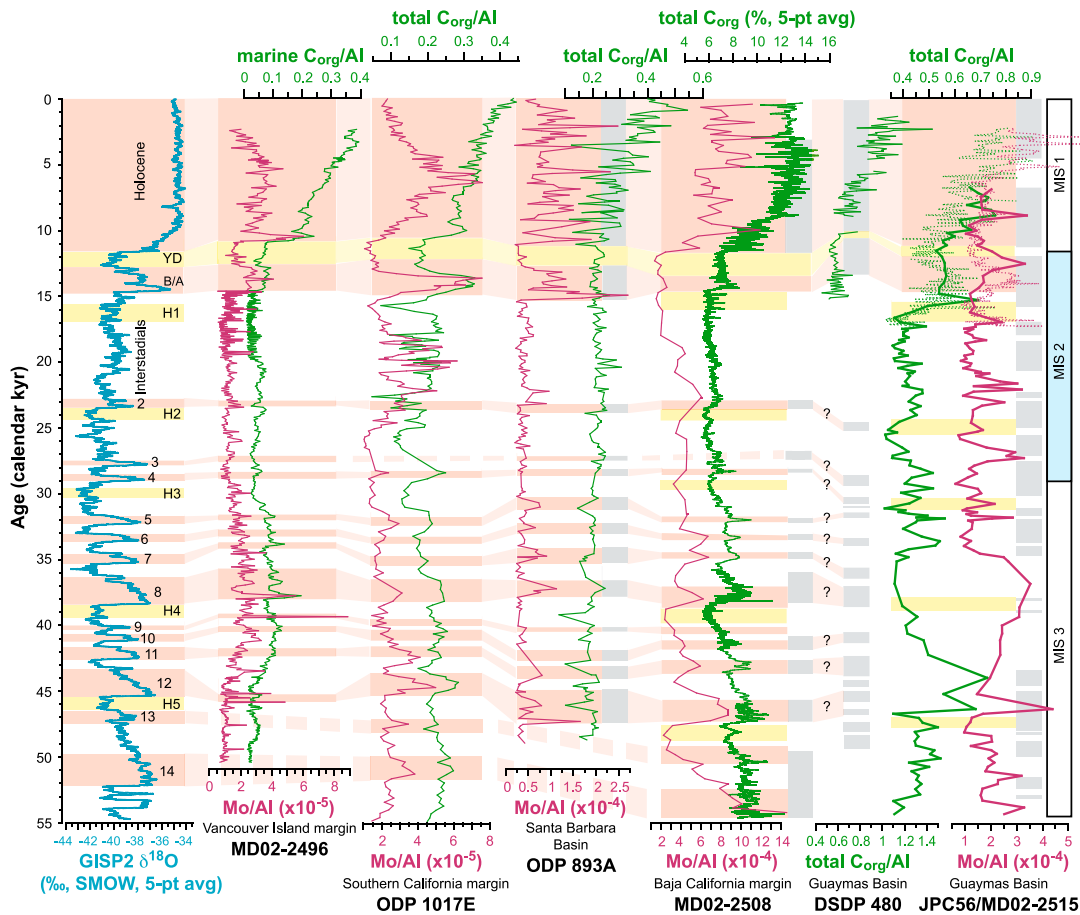 total Corg/Al
total Corg (%, 5-pt avg)
marine Corg/Al
0 0.1 0.2 0.3 0.4
0 0.1 0.2 0.3 0.4
total Corg/Al
0 0.2 0.4 0.6
4 6 8 10 12 14 16
total Corg/Al
0.4 0.5 0.6 0.7 0.8 0.9
Age (calendar kyr)
0
5
10
15
20
25
30
35
40
45
50
55
Holocene
YD
B/A
H1
Interstadials
2
H2
3
4
H3
5
6
7
8
H4
9
10
11
12
H5
13
14
?
?
?
?
?
?
?
?
?
?
MIS 1
MIS 2
MIS 3
-44 -42 -40 -38 -36 -34
GISP2 δ18O
(‰, SMOW, 5-pt avg)
0 2 4 6 8 10
Mo/Al (x10-5)
Vancouver Island margin
MD02-2496
0 2 4 6 8
Mo/Al (x10-5)
Southern California margin
ODP 1017E
0 0.5 1 1.5 2 2.5
Mo/Al (x10-4)
Santa Barbara
Basin
ODP 893A
0 2 4 6 8 10 12 14
Mo/Al (x10-4)
Baja California margin
MD02-2508
0.4 0.6 0.8 1 1.2 1.4
total Corg/Al
Guaymas Basin
DSDP 480
0 1 2 3 4 5
Mo/Al (x10-4)
Guaymas Basin
JPC56/MD02-2515